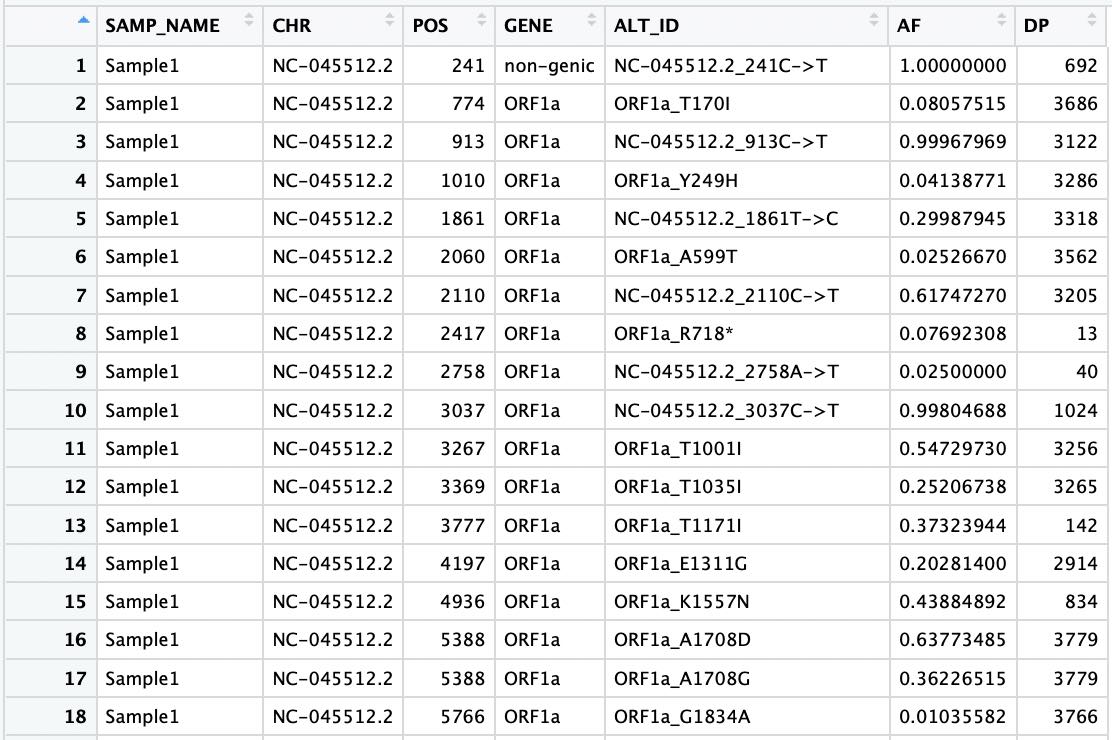 SAMP_NAME CHR POS GENE ALT_ID AF DP
1 Sample1 NC-045512.2 241 non-genic NC-045512.2_241C->T 1.00000000 692
2 Sample1 NC-045512.2 774 ORF1a ORF1a_T170I 0.08057515 3686
3 Sample1 NC-045512.2 913 ORF1a NC-045512.2_913C->T 0.99967969 3122
4 Sample1 NC-045512.2 1010 ORF1a ORF1a_Y249H 0.04138771 3286
5 Sample1 NC-045512.2 1861 ORF1a NC-045512.2_1861T->C 0.29987945 3318
6 Sample1 NC-045512.2 2060 ORF1a ORF1a_A599T 0.02526670 3562
7 Sample1 NC-045512.2 2110 ORF1a NC-045512.2_2110C->T 0.61747270 3205
8 Sample1 NC-045512.2 2417 ORF1a ORF1a_R718* 0.07692308 13
9 Sample1 NC-045512.2 2758 ORF1a NC-045512.2_2758A->T 0.02500000 40
10 Sample1 NC-045512.2 3037 ORF1a NC-045512.2_3037C->T 0.99804688 1024
11 Sample1 NC-045512.2 3267 ORF1a ORF1a_T1001I 0.54729730 3256
12 Sample1 NC-045512.2 3369 ORF1a ORF1a_T1035I 0.25206738 3265
13 Sample1 NC-045512.2 3777 ORF1a ORF1a_T1171I 0.37323944 142
14 Sample1 NC-045512.2 4197 ORF1a ORF1a_E1311G 0.20281400 2914
15 Sample1 NC-045512.2 4936 ORF1a ORF1a_K1557N 0.43884892 834
16 Sample1 NC-045512.2 5388 ORF1a ORF1a_A1708D 0.63773485 3779
17 Sample1 NC-045512.2 5388 ORF1a ORF1a_A1708G 0.36226515 3779
18 Sample1 NC-045512.2 5766 ORF1a ORF1a_G1834A 0.01035582 3766